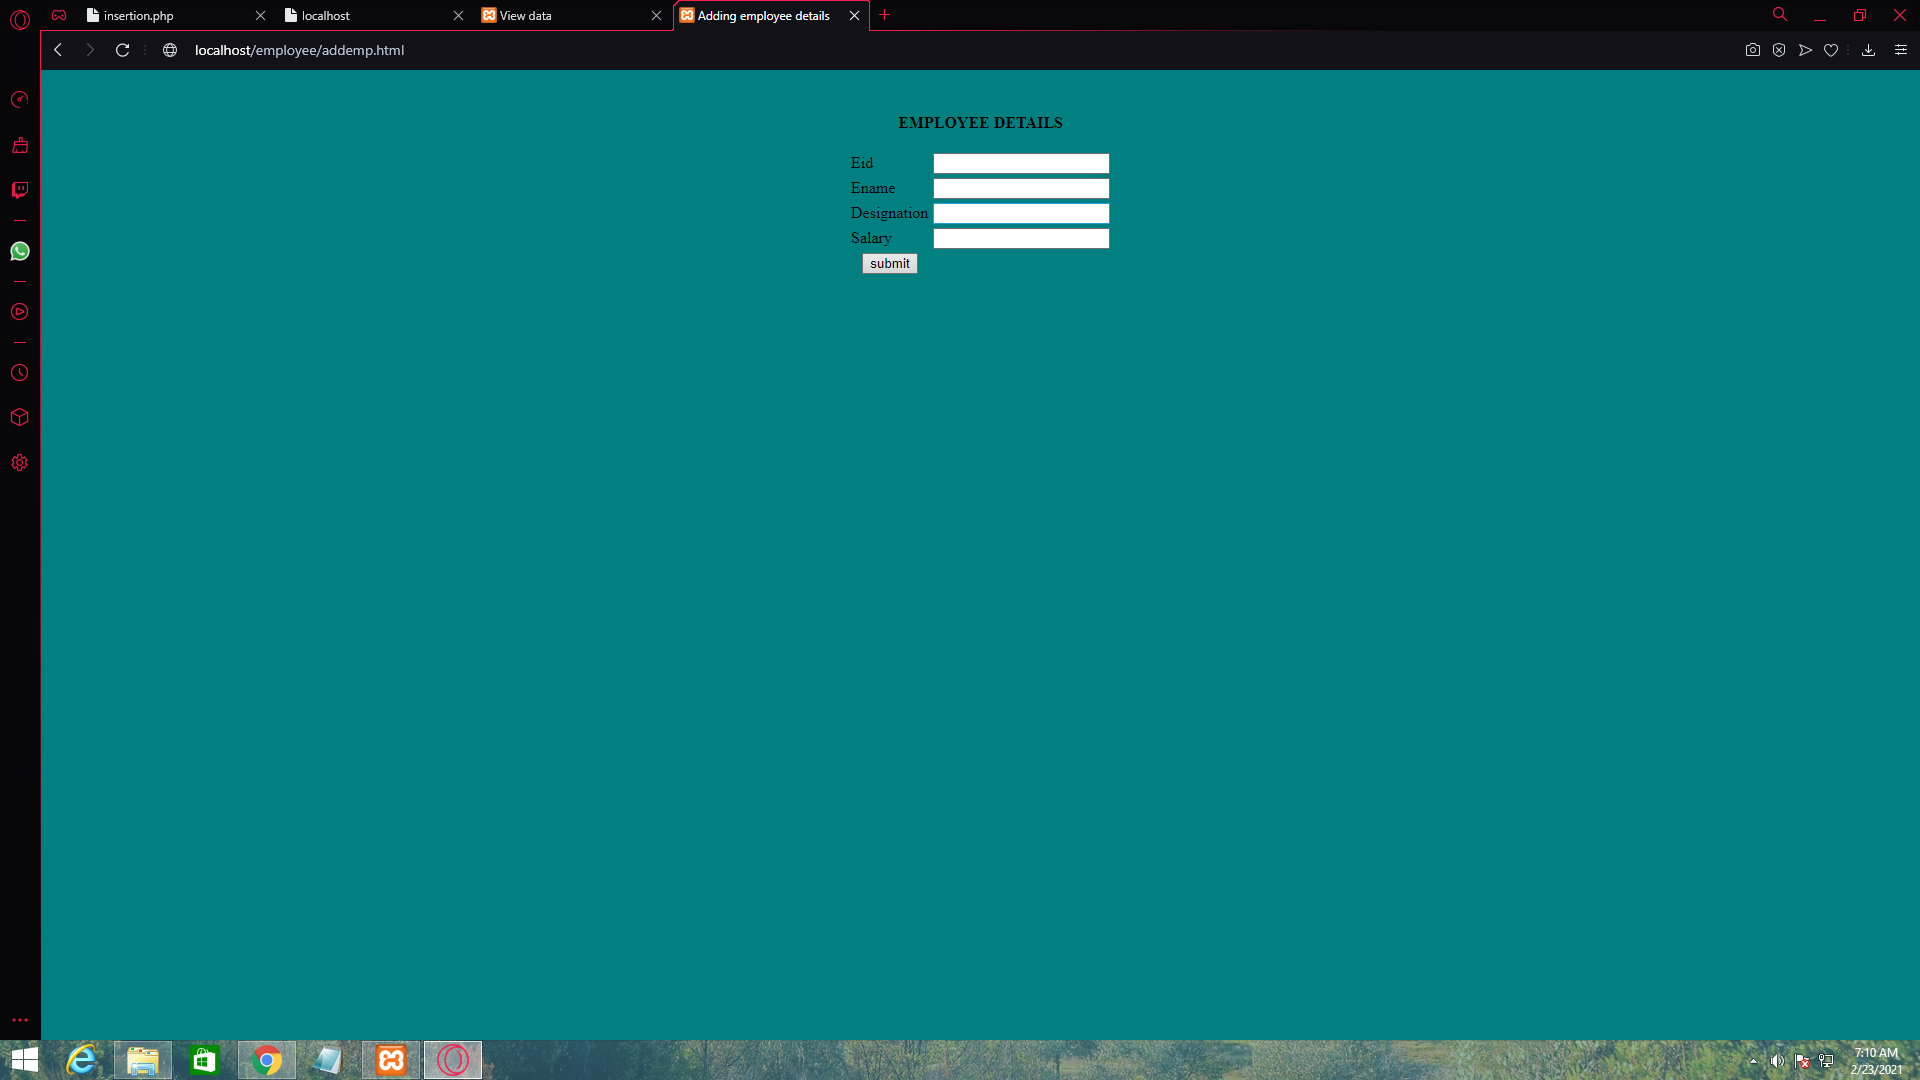 insertion.php
localhost
View data
Adding employee details
localhost/employee/addemp.html
EMPLOYEE DETAILS
Eid
Ename
Designation
Salary
submit
7:10 AM
2/23/2021